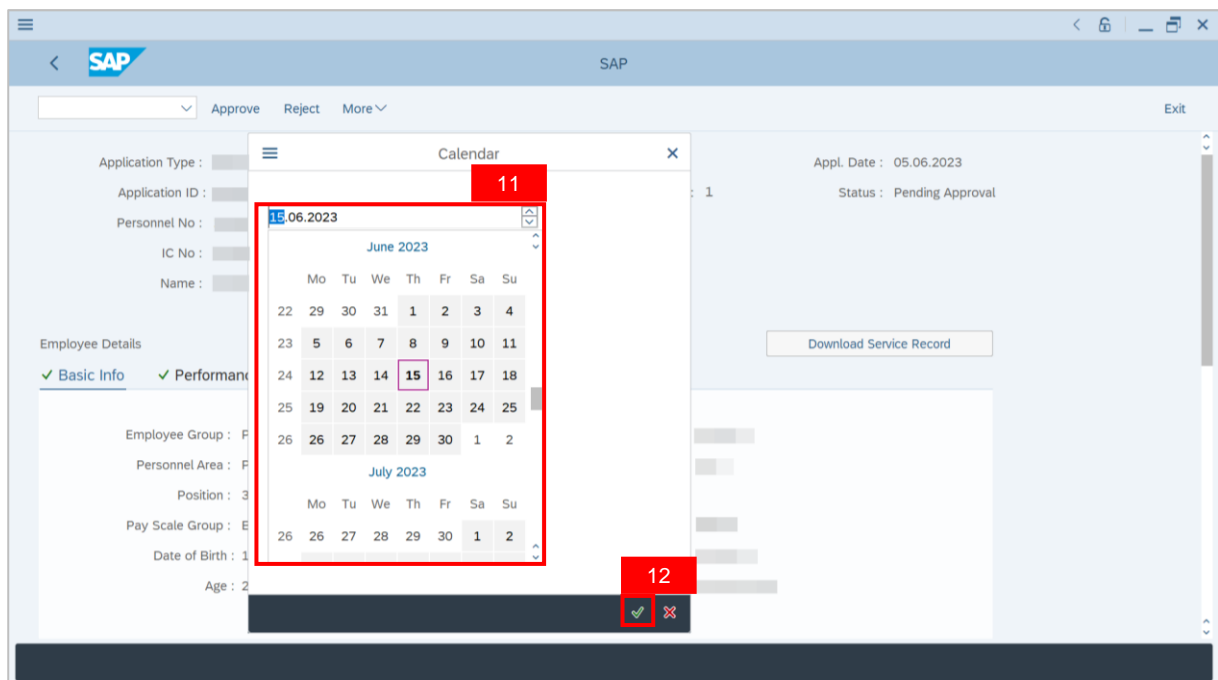 SAP
SAP
Approve Reject More Exit
Calendar
Application Type : Appl. Date : 05.06.2023
11
Application ID : : 1 Status : Pending Approval
Personnel No : 15.06.2023
IC No : June 2023
Name : Mo Tu We Th Fr Sa Su
22 29 30 31 1 2 3 4
Employee Details 23 5 6 7 8 9 10 11 Download Service Record
Basic Info Performanc 24 12 13 14 15 16 17 18
25 19 20 21 22 23 24 25
Employee Group : 26 26 27 28 29 30 1 2
Personnel Area : July 2023
Position : 3 Mo Tu We Th Fr Sa Su
Pay Scale Group : 26 26 27 28 29 30 1 2
Date of Birth : 1
12
Age : 2